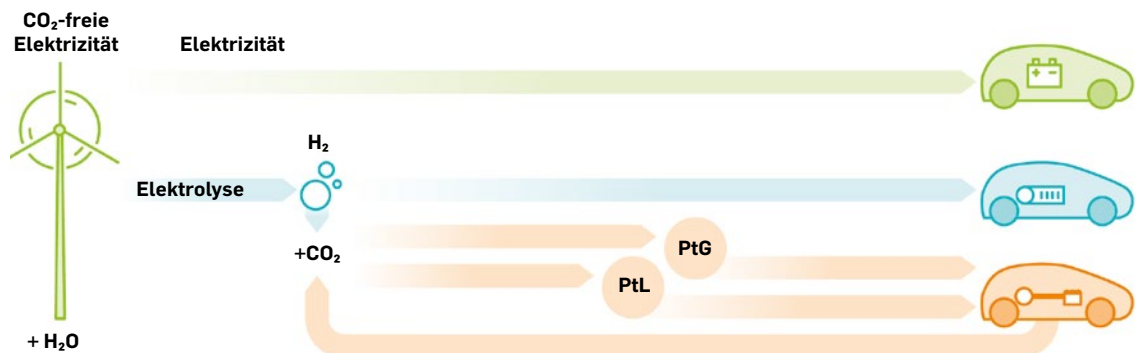 CO₂-freie
Elektrizität
Elektrizität
H₂
Elektrolyse
+CO₂
PtG
PtL
+ H₂O